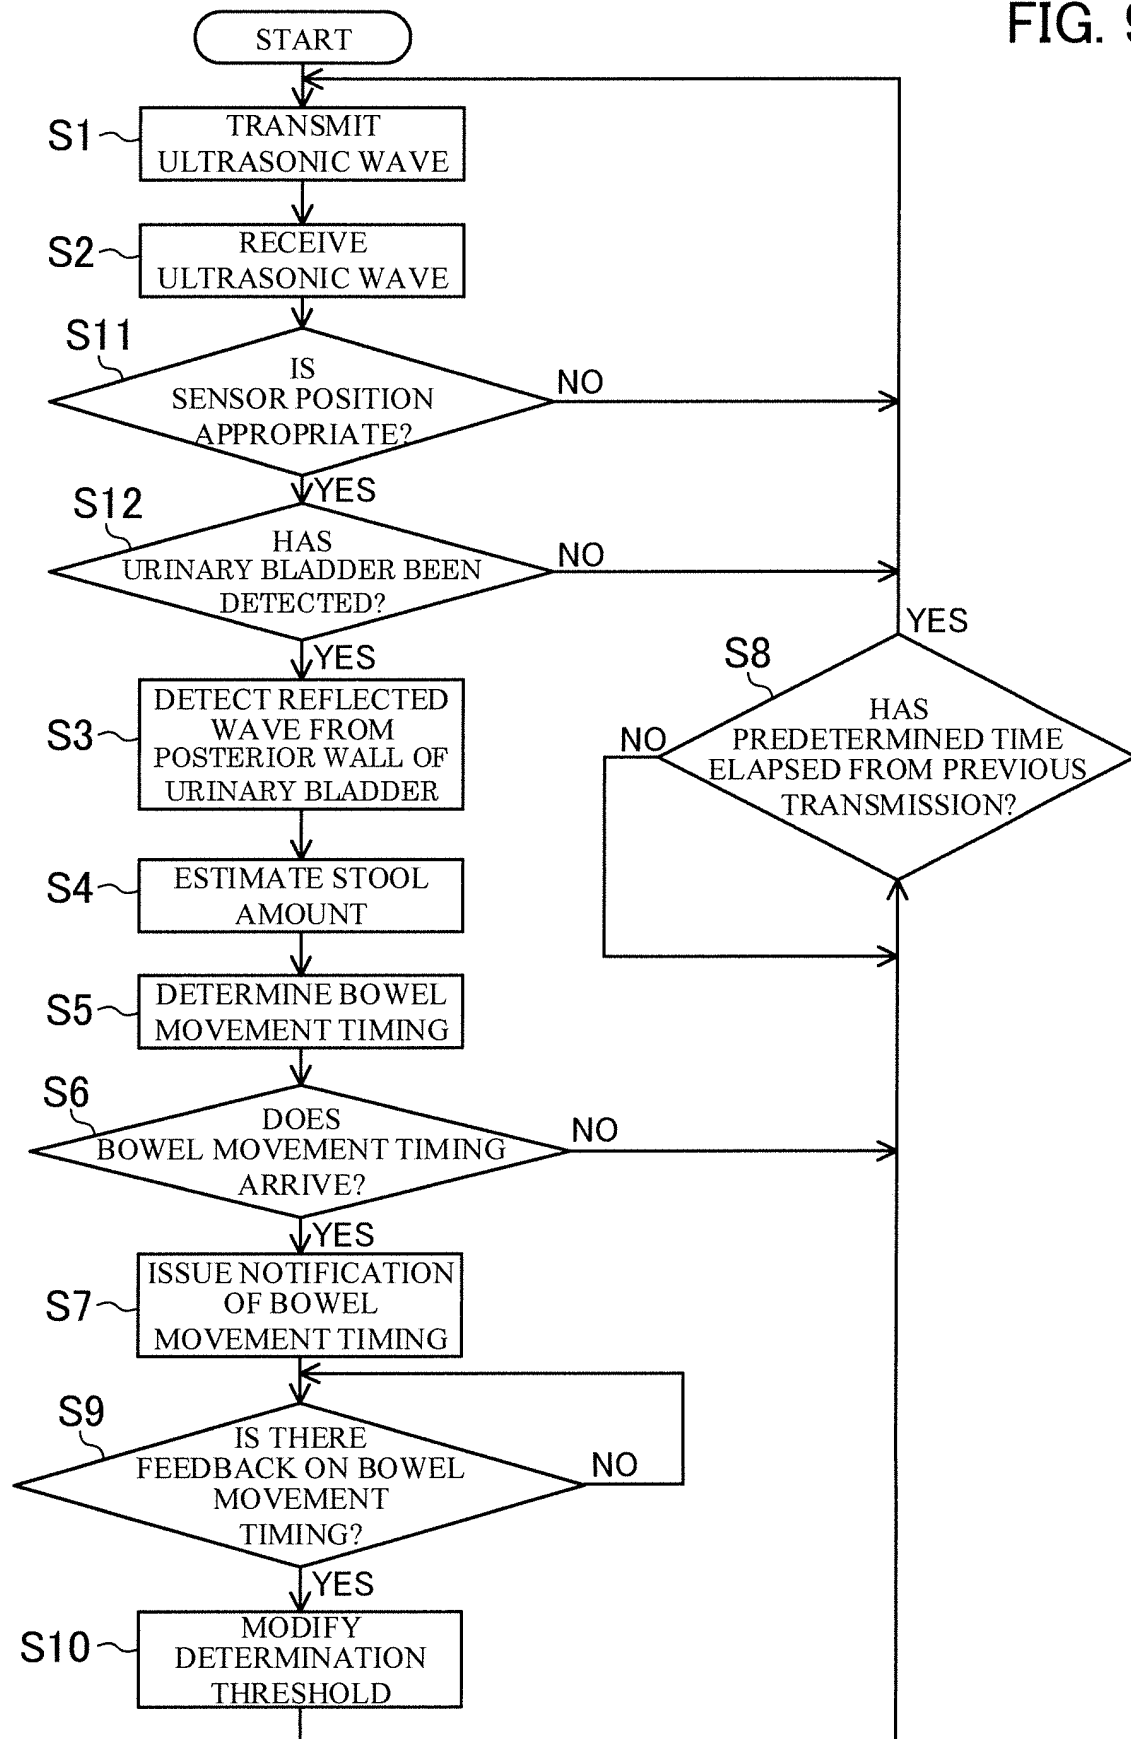 FIG. 9
START
S1
TRANSMIT
ULTRASONIC WAVE
S2
RECEIVE
ULTRASONIC WAVE
S11
IS
SENSOR POSITION
APPROPRIATE?
NO
YES
S12
HAS
URINARY BLADDER BEEN
DETECTED?
NO
YES
S3
DETECT REFLECTED
WAVE FROM
POSTERIOR WALL OF
URINARY BLADDER
S8
YES
HAS
PREDETERMINED TIME
ELAPSED FROM PREVIOUS
TRANSMISSION?
NO
S4
ESTIMATE STOOL
AMOUNT
S5
DETERMINE BOWEL
MOVEMENT TIMING
S6
DOES
BOWEL MOVEMENT TIMING
ARRIVE?
NO
YES
S7
ISSUE NOTIFICATION
OF BOWEL
MOVEMENT TIMING
S9
IS THERE
FEEDBACK ON BOWEL
MOVEMENT
TIMING?
NO
YES
S10
MODIFY
DETERMINATION
THRESHOLD